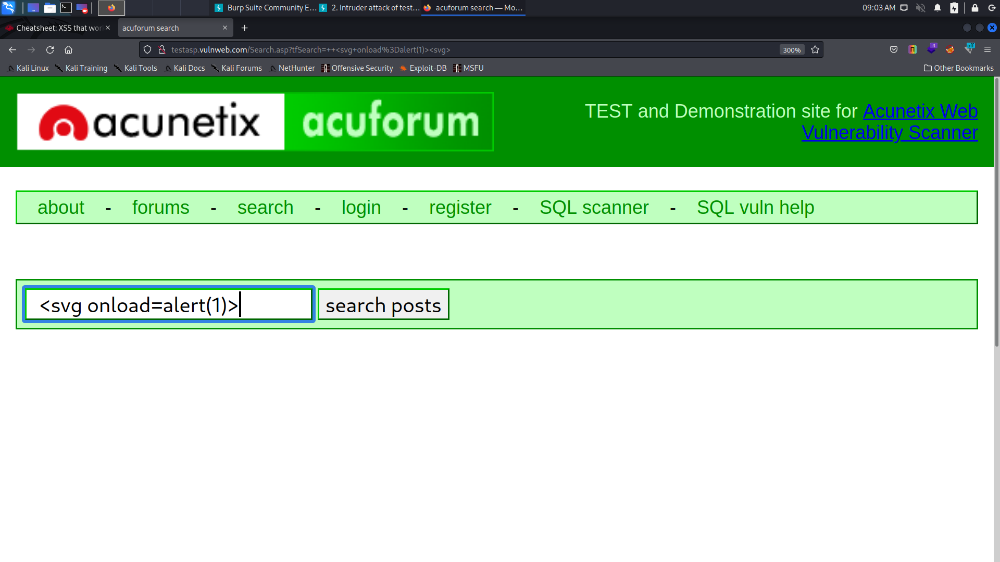 Burp Suite Community E... 2. Intruder attack of test... acuforum search — Mo... 09:03 AM
Cheatsheet: XSS that wor acuforum search
testasp.vulnweb.com/Search.asp?tfSearch=++<svg+onload%3Dalert(1)><svg> 300% 4 off
Kali Linux Kali Training Kali Tools Kali Docs Kali Forums NetHunter Offensive Security Exploit-DB MSFU Other Bookmarks
acunetix acuforum
TEST and Demonstration site for Acunetix Web
Vulnerability Scanner
about - forums - search - login - register - SQL scanner - SQL vuln help
<svg onload=alert(1)> search posts